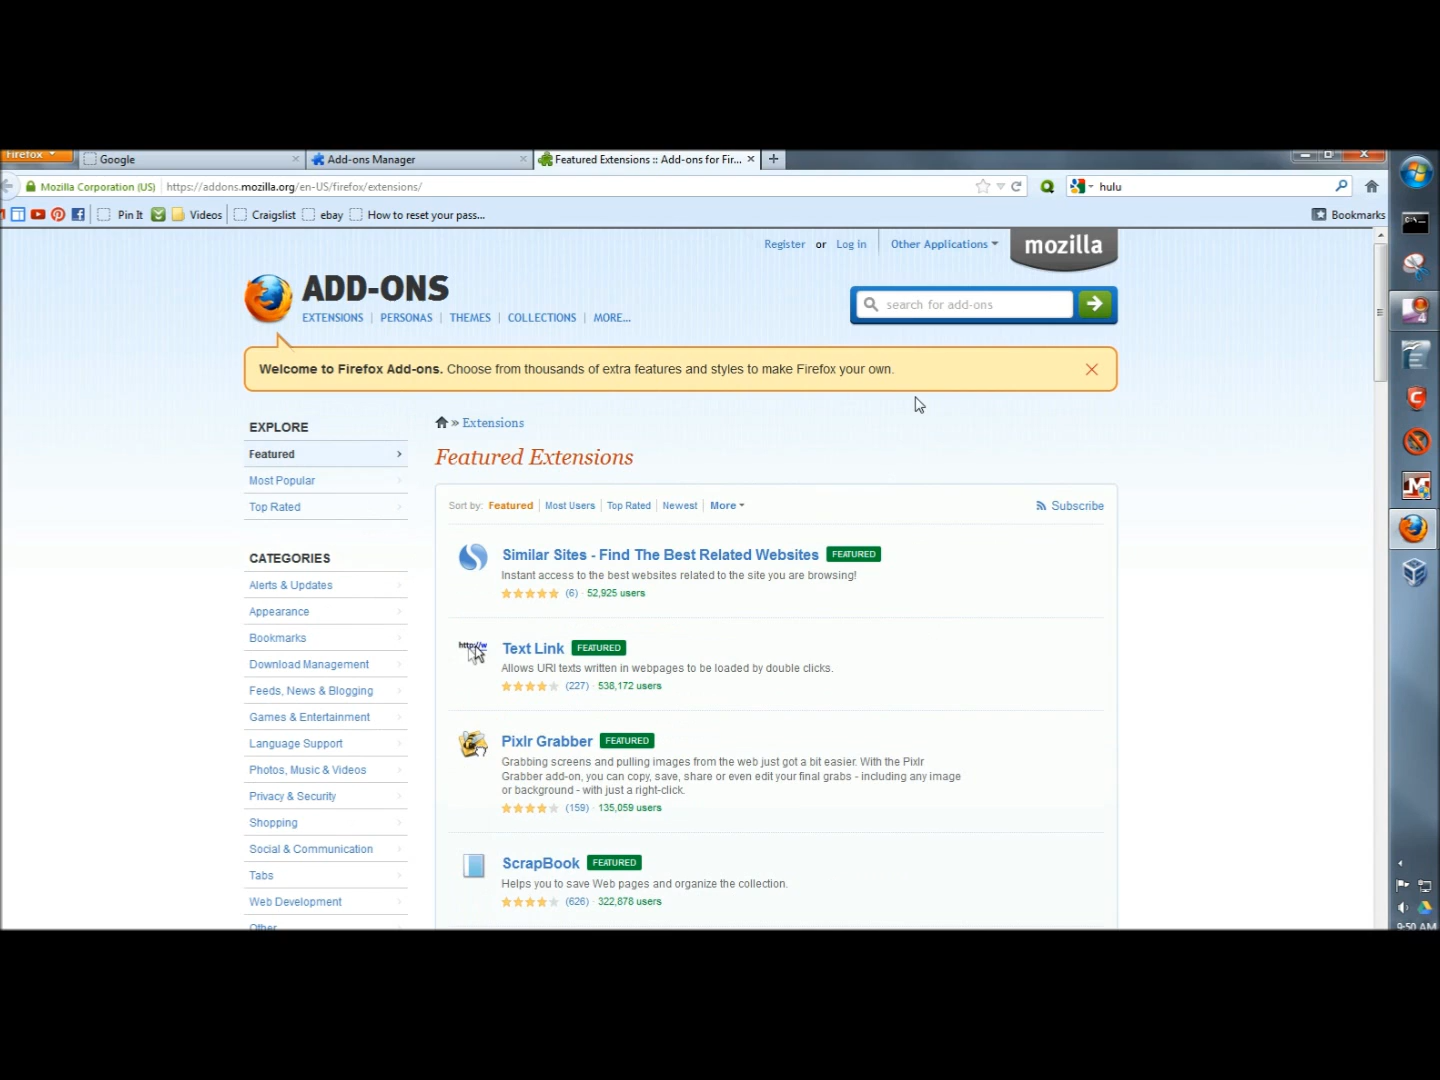 Firefox
Google
Add-ons Manager
Featured Extensions :: Add-ons for Fir...
Mozilla Corporation (US)
https://addons.mozilla.org/en-US/firefox/extensions/
hulu
Pin It
Videos
Craigslist
ebay
How to reset your pass...
Bookmarks
Register or Log in
Other Applications
mozilla
ADD-ONS
EXTENSIONS | PERSONAS | THEMES | COLLECTIONS | MORE...
search for add-ons
Welcome to Firefox Add-ons. Choose from thousands of extra features and styles to make Firefox your own.
EXPLORE
Featured
Most Popular
Top Rated
CATEGORIES
Alerts & Updates
Appearance
Bookmarks
Download Management
Feeds, News & Blogging
Games & Entertainment
Language Support
Photos, Music & Videos
Privacy & Security
Shopping
Social & Communication
Tabs
Web Development
Other
» Extensions
Featured Extensions
Sort by: Featured Most Users Top Rated Newest More
Subscribe
Similar Sites - Find The Best Related Websites FEATURED
Instant access to the best websites related to the site you are browsing!
(6) · 52,925 users
http://w
Text Link FEATURED
Allows URI texts written in webpages to be loaded by double clicks.
(227) · 538,172 users
Pixlr Grabber FEATURED
Grabbing screens and pulling images from the web just got a bit easier. With the Pixlr
Grabber add-on, you can copy, save, share or even edit your final grabs - including any image
or background - with just a right-click.
(159) · 135,059 users
ScrapBook FEATURED
Helps you to save Web pages and organize the collection.
(626) · 322,878 users
9:50 AM